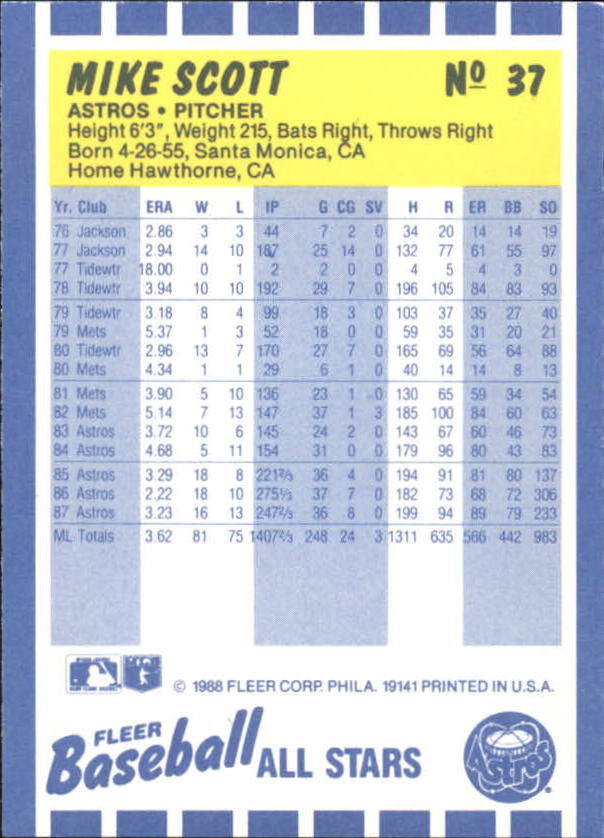 MIKE SCOTT Nº 37
ASTROS • PITCHER
Height 6'3", Weight 215, Bats Right, Throws Right
Born 4-26-55, Santa Monica, CA
Home Hawthorne, CA
Yr. Club ERA W L IP G CG SV H R ER BB SO
76 Jackson 2.86 3 3 44 7 2 0 34 20 14 14 19
77 Jackson 2.94 14 10 187 25 14 0 132 77 61 55 97
77 Tidewtr 18.00 0 1 2 2 0 0 4 5 4 3 0
78 Tidewtr 3.94 10 10 192 29 7 0 196 105 84 83 93
79 Tidewtr 3.18 8 4 99 18 3 0 103 37 35 27 40
79 Mets 5.37 1 3 52 18 0 0 59 35 31 20 21
80 Tidewtr 2.96 13 7 170 27 7 0 165 69 56 64 88
80 Mets 4.34 1 1 29 6 1 0 40 14 14 8 13
81 Mets 3.90 5 10 136 23 1 0 130 65 59 34 54
82 Mets 5.14 7 13 147 37 1 3 185 100 84 60 63
83 Astros 3.72 10 6 145 24 2 0 143 67 60 46 73
84 Astros 4.68 5 11 154 31 0 0 179 96 80 43 83
85 Astros 3.29 18 8 221⅔ 36 4 0 194 91 81 80 137
86 Astros 2.22 18 10 275⅓ 37 7 0 182 73 68 72 306
87 Astros 3.23 16 13 247⅔ 36 8 0 199 94 89 79 233
ML Totals 3.62 81 75 1407⅔ 248 24 3 1311 635 566 442 983
© 1988 FLEER CORP. PHILA. 19141 PRINTED IN U.S.A.
FLEER
Baseball ALL STARS
Astros